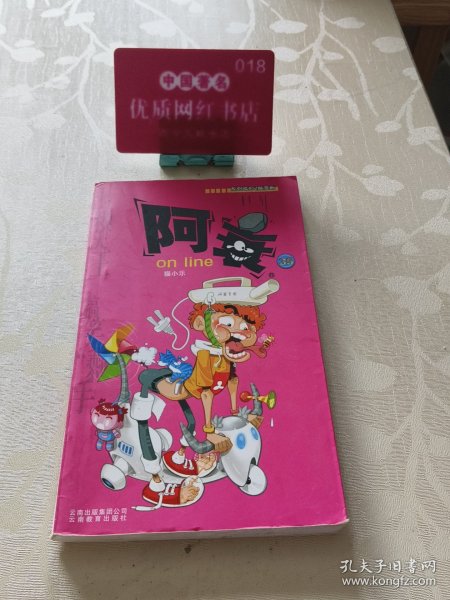 018
中国著名
优质网红书店
阿衰
on line
35
猫小乐
云南出版集团公司
云南教育出版社
孔夫子旧书网
www.kongfz.com